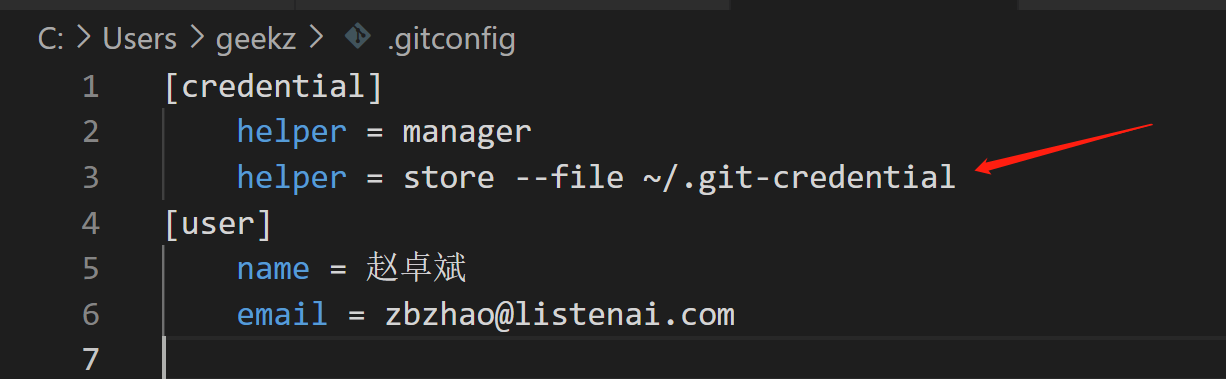 C: > Users > geekz > .gitconfig
1 [credential]
2 helper = manager
3 helper = store --file ~/.git-credential
4 [user]
5 name = 赵卓斌
6 email = zbzhao@listenai.com
7